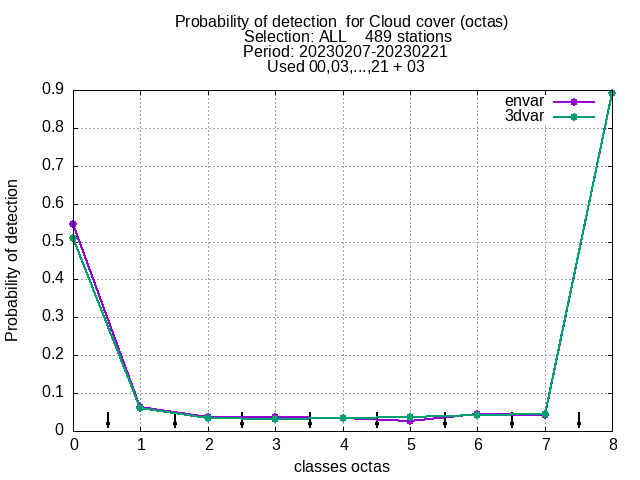 Probability of detection  for Cloud cover (octas)
Selection: ALL    489 stations
Period: 20230207-20230221
Used 00,03,...,21 + 03
envar
3dvar
Probability of detection
0.9
0.8
0.7
0.6
0.5
0.4
0.3
0.2
0.1
0
0 1 2 3 4 5 6 7 8
classes octas